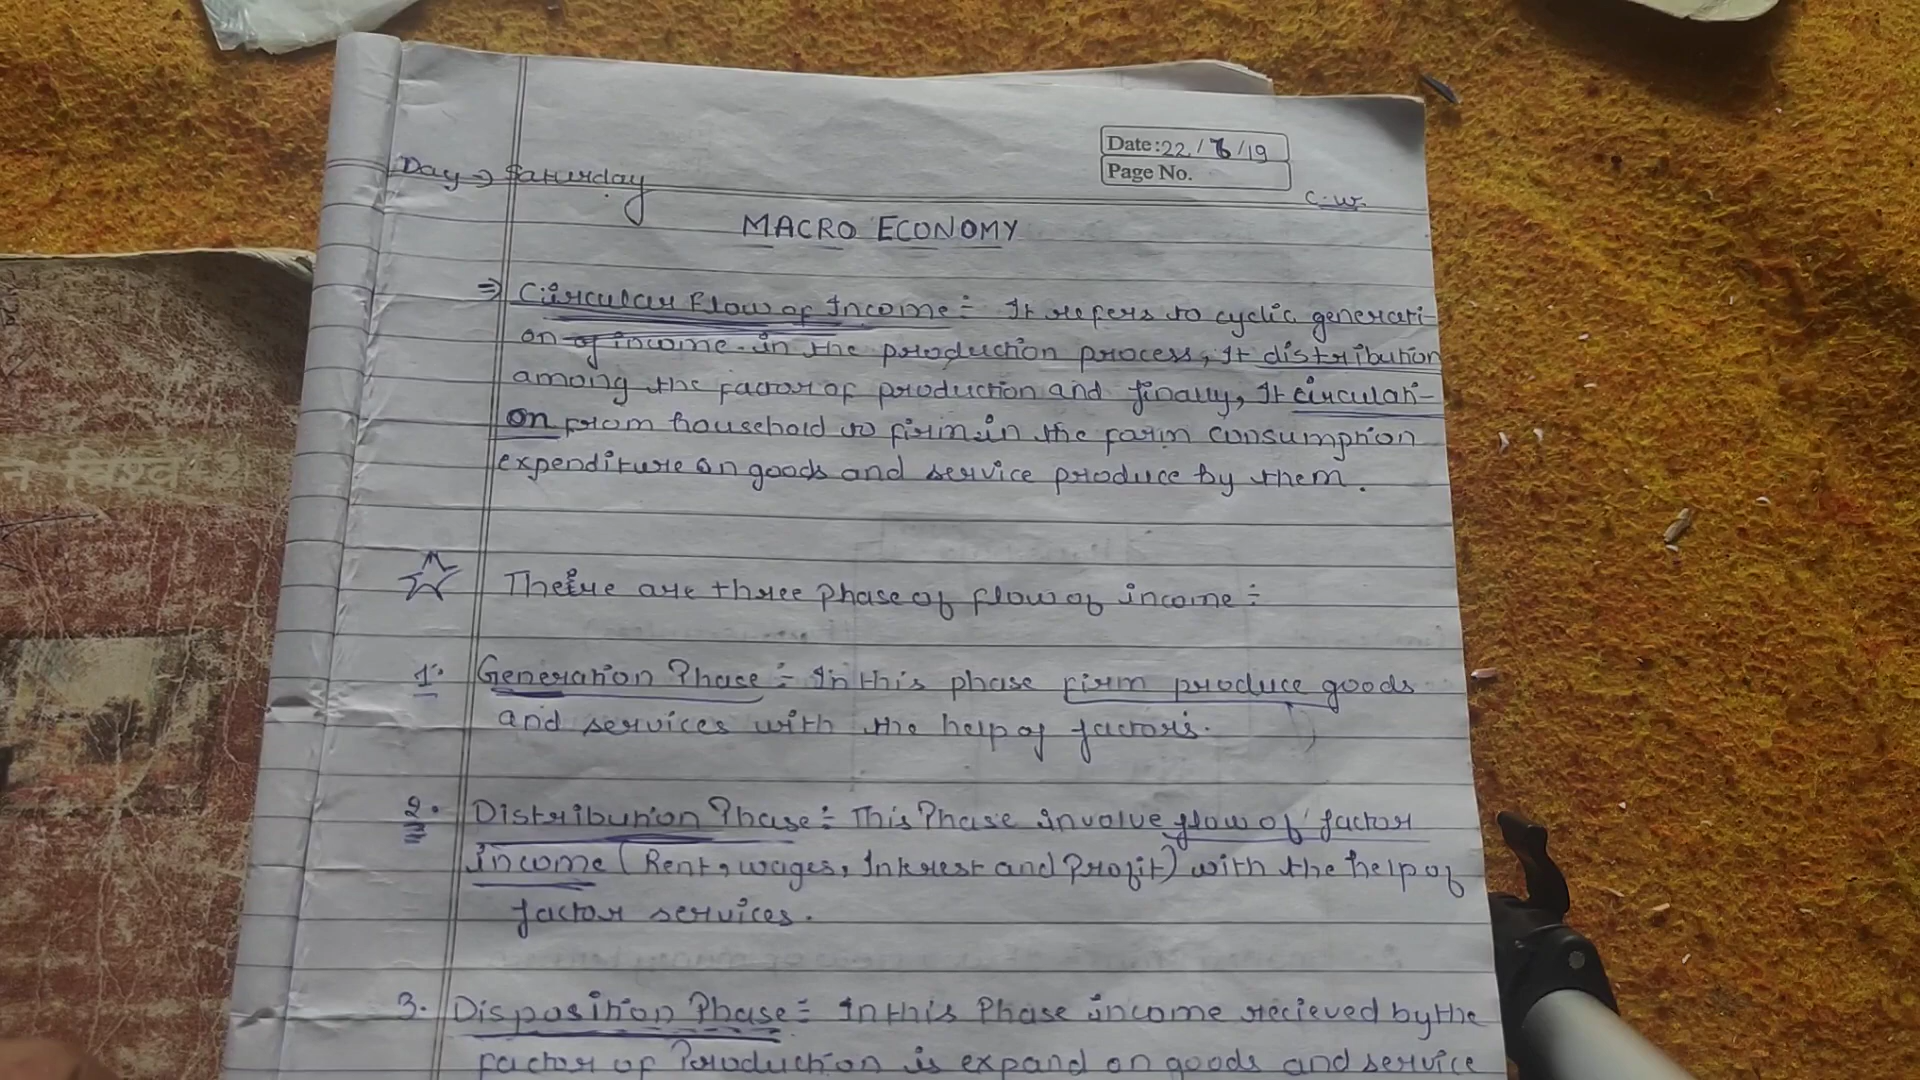 Date:22/6/19
Page No.
Day → Saturday
C.W.
MACRO ECONOMY
⇒ Circular Flow of Income:- It refers to cyclic generati-
on of income in the production process, It distribution
among the factor of production and finally, It circulati-
on from household to firm in the form consumption
expenditure on goods and service produce by them.
☆ There are three Phase of flow of income:-
1. Generation Phase:- In this phase firm produce goods
and services with the help of factors.
2. Distribution Phase:- This Phase involve flow of factor
income (Rent, wages, Interest and Profit) with the help of
factor services.
3. Disposition Phase:- In this Phase income recieved by the
factor of Production is expand on goods and service
विश्व